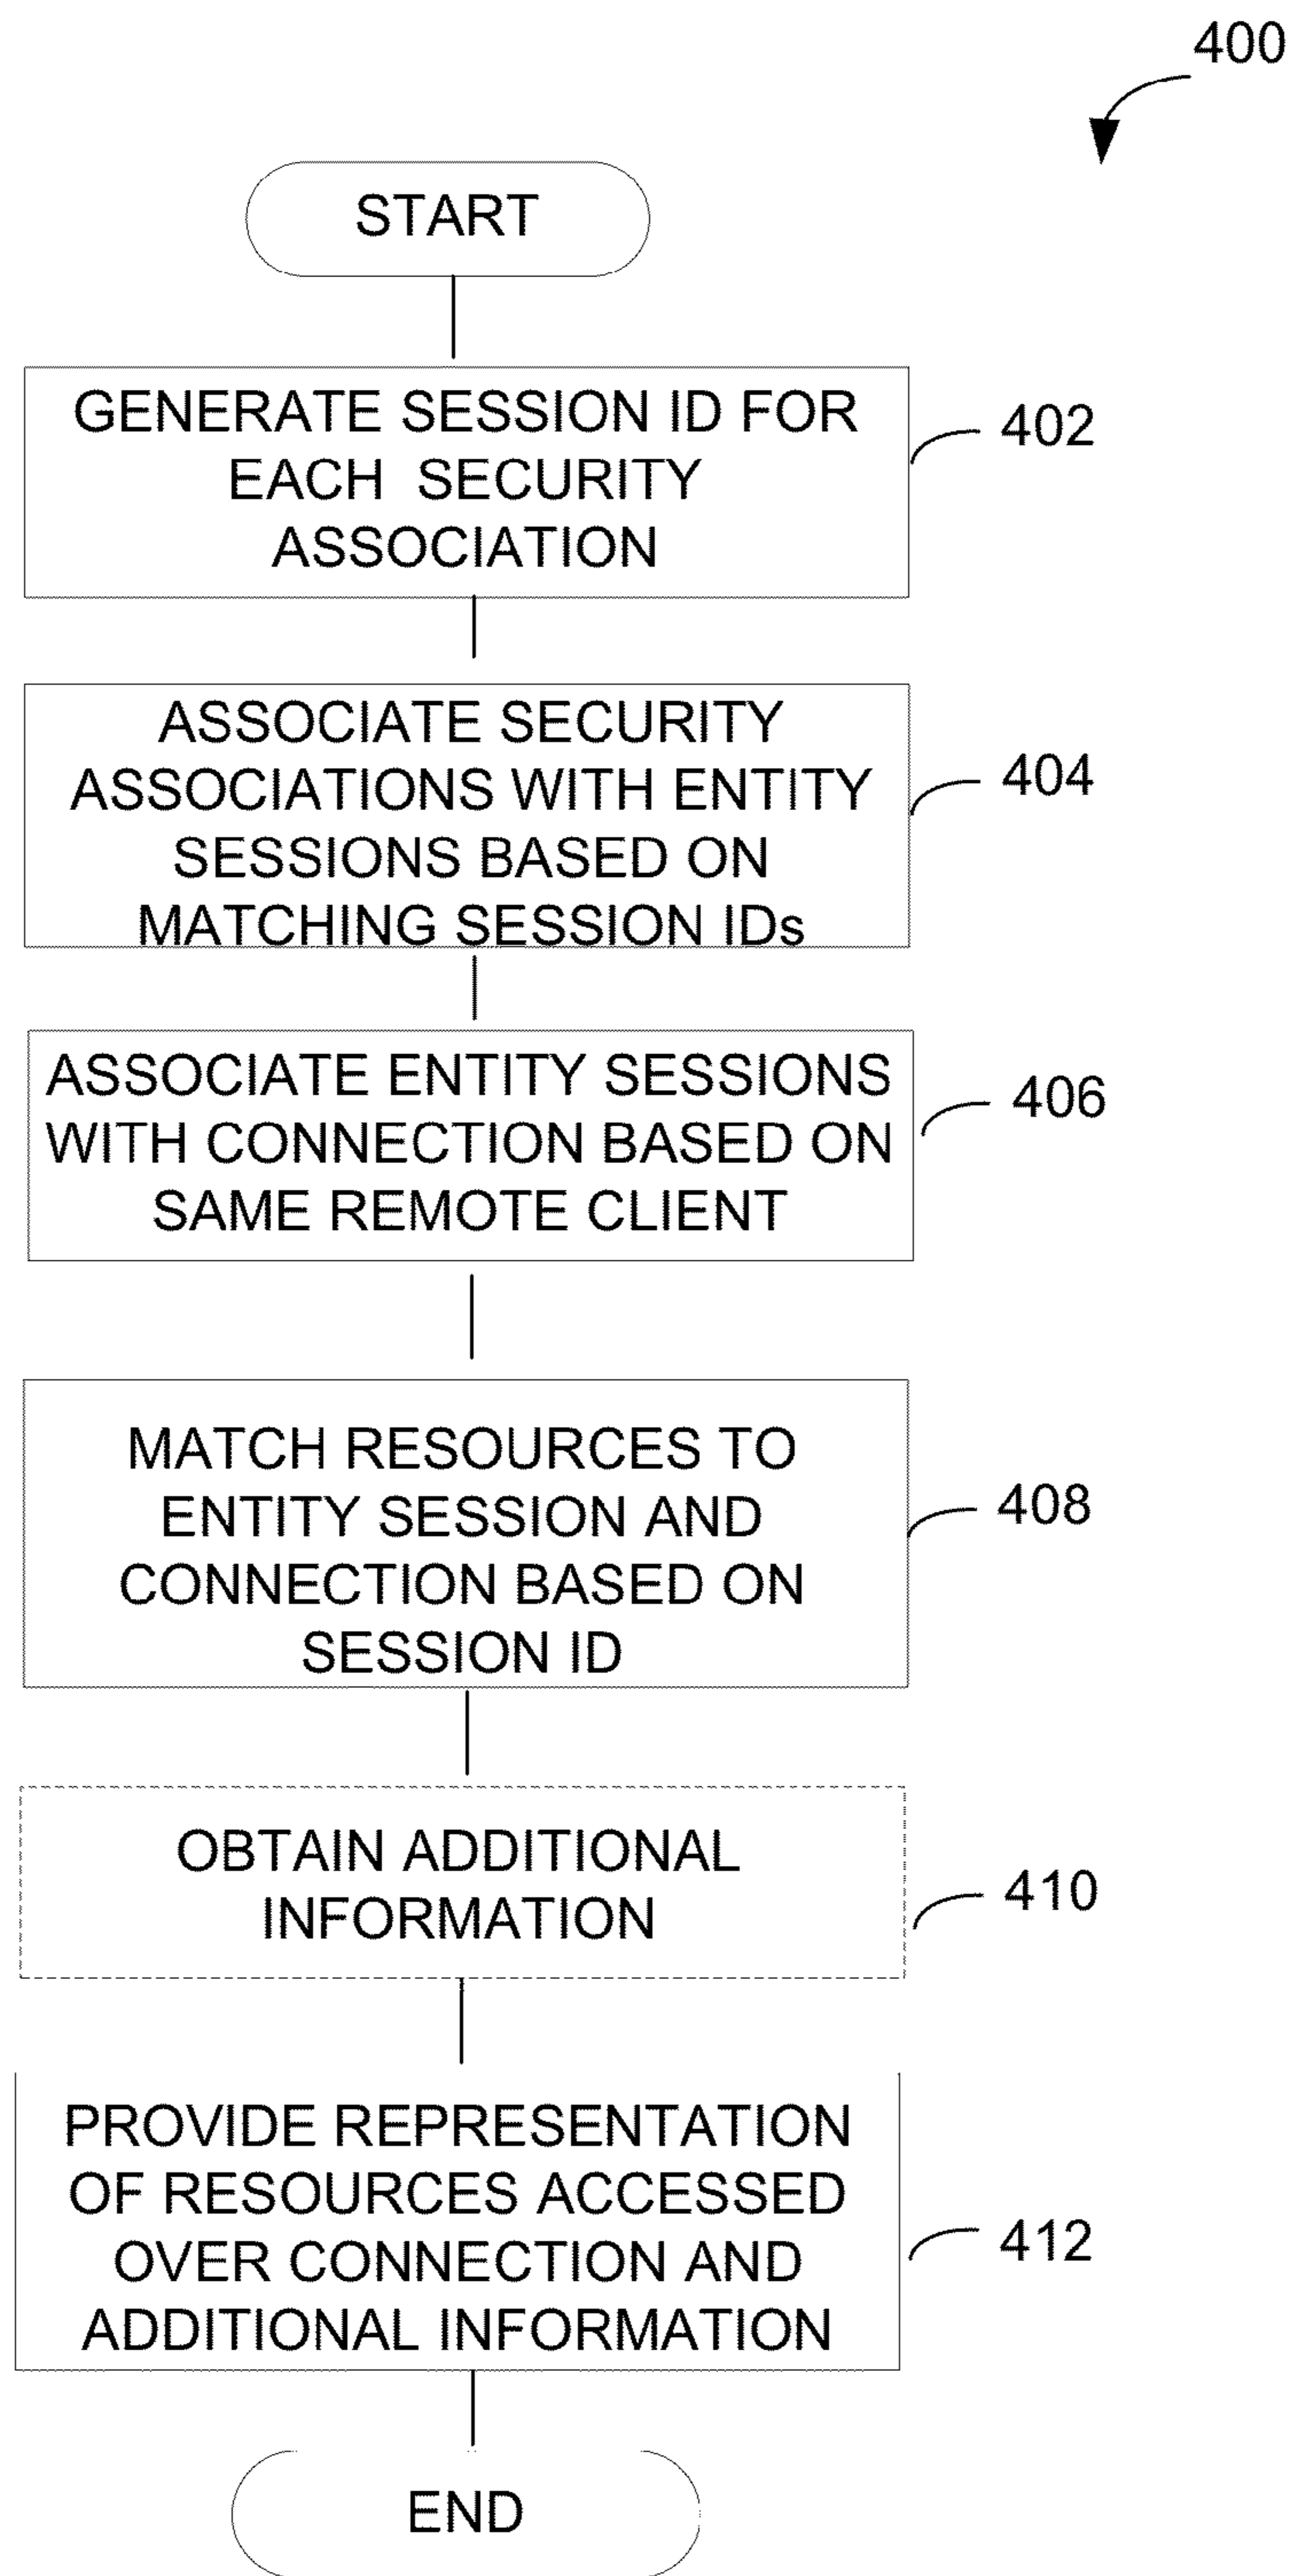 400
START
GENERATE SESSION ID FOR
EACH SECURITY
ASSOCIATION
402
ASSOCIATE SECURITY
ASSOCIATIONS WITH ENTITY
SESSIONS BASED ON
MATCHING SESSION IDs
404
ASSOCIATE ENTITY SESSIONS
WITH CONNECTION BASED ON
SAME REMOTE CLIENT
406
MATCH RESOURCES TO
ENTITY SESSION AND
CONNECTION BASED ON
SESSION ID
408
OBTAIN ADDITIONAL
INFORMATION
410
PROVIDE REPRESENTATION
OF RESOURCES ACCESSED
OVER CONNECTION AND
ADDITIONAL INFORMATION
412
END